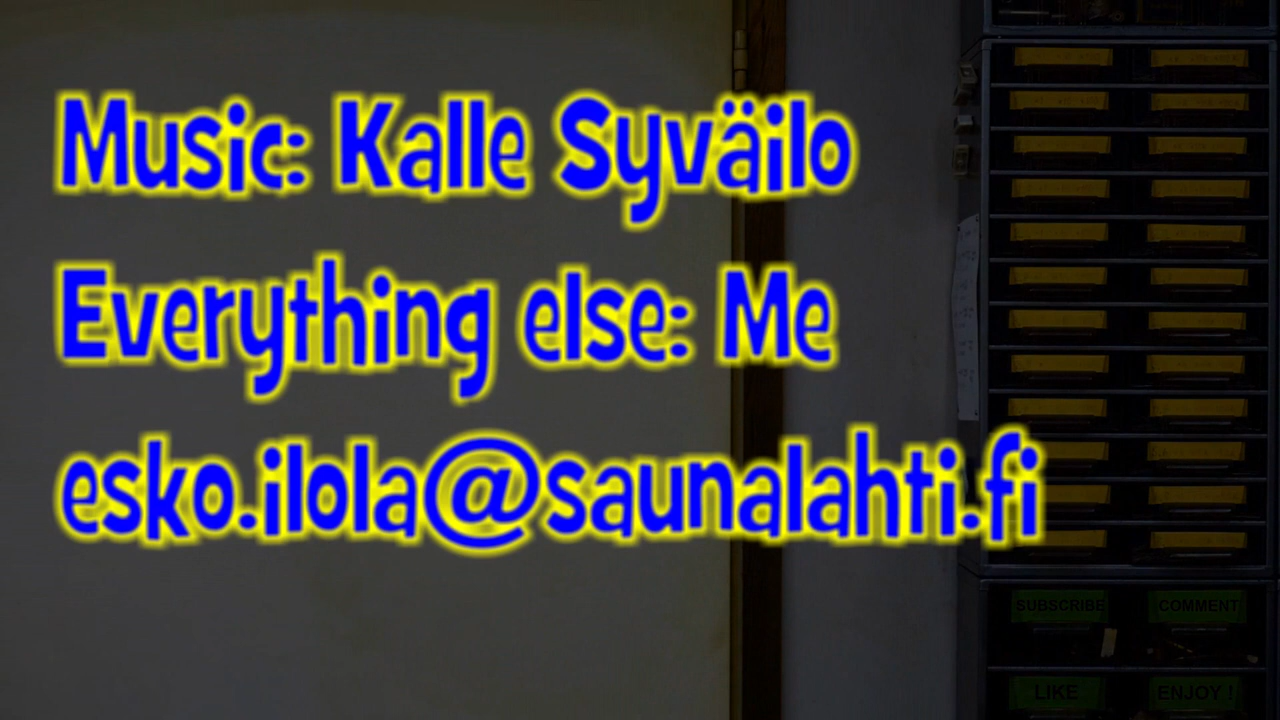 Music: Kalle Syväilo
Everything else: Me
esko.ilola@saunalahti.fi
SUBSCRIBE COMMENT
LIKE ENJOY !